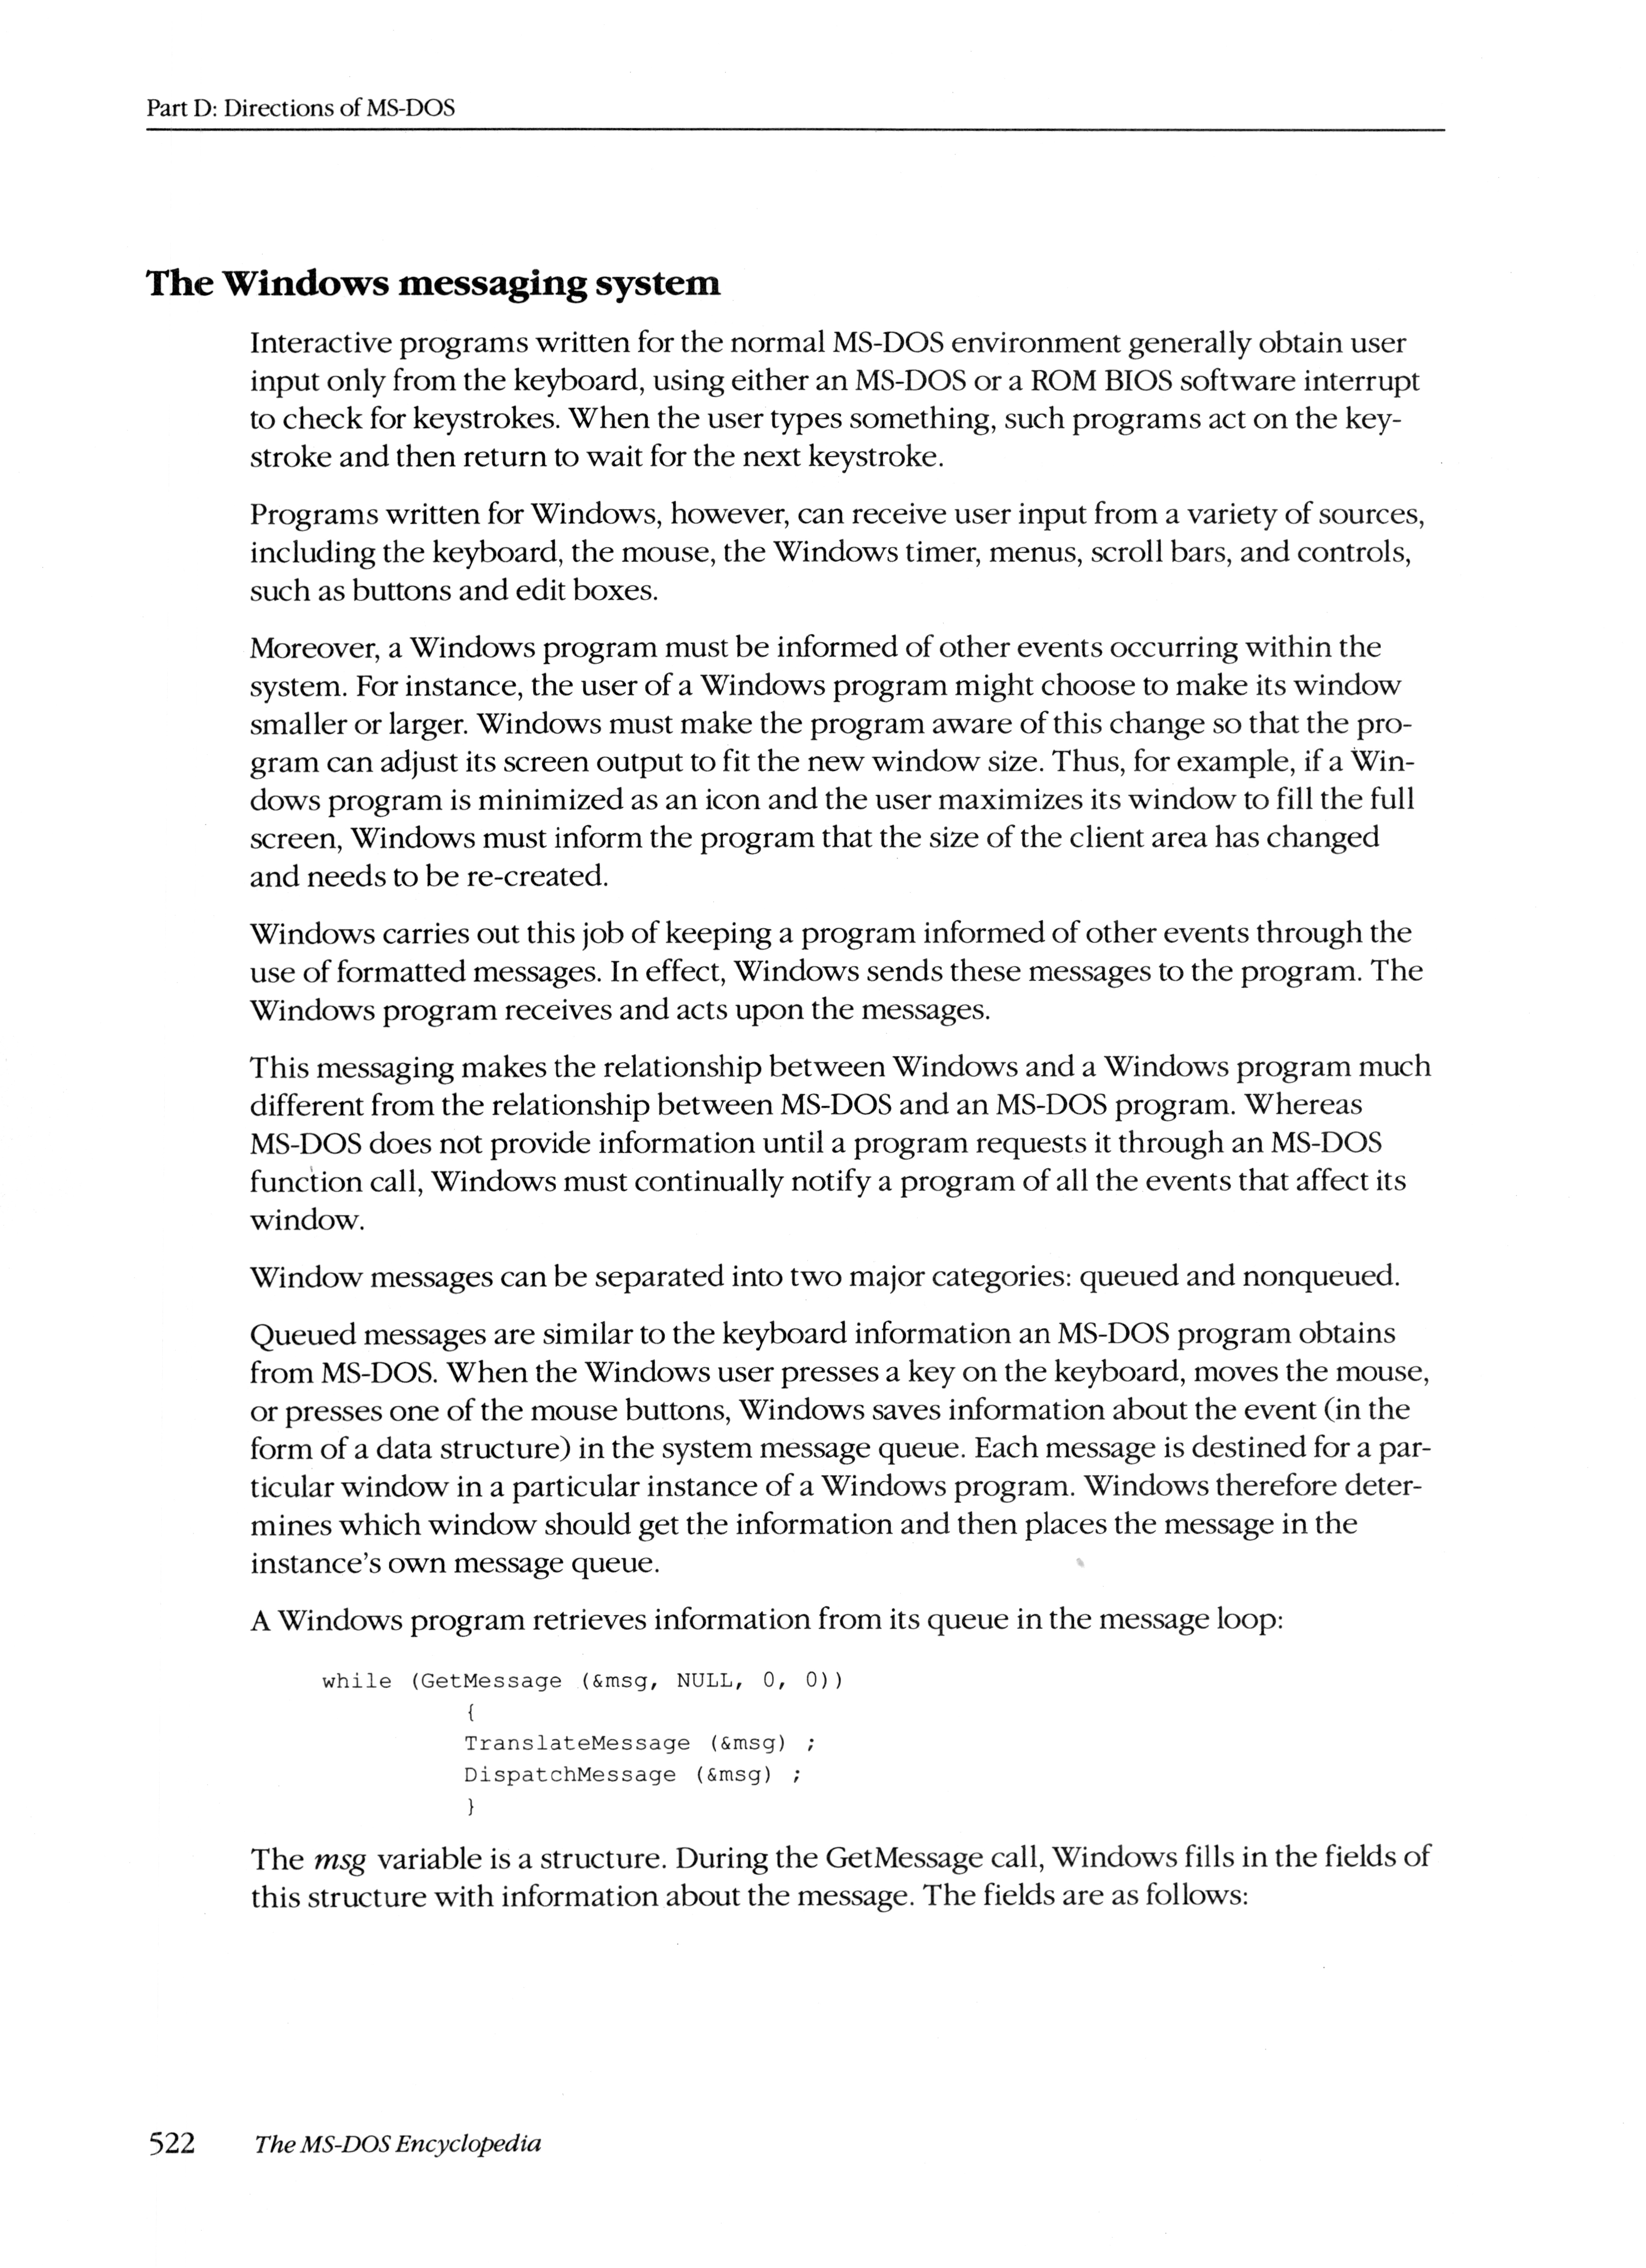 Part D: Directions of MS-DOS
The Windows messaging system
Interactive programs written for the normal MS-DOS environment generally obtain user
input only from the keyboard, using either an MS-DOS or a ROM BIOS software interrupt
to check for keystrokes. When the user types something, such programs act on the key-
stroke and then return to wait for the next keystroke.
Programs written for Windows, however, can receive user input from a variety of sources,
including the keyboard, the mouse, the Windows timer, menus, scroll bars, and controls,
such as buttons and edit boxes.
Moreover, a Windows program must be informed of other events occurring within the
system. For instance, the user of a Windows program might choose to make its window
smaller or larger. Windows must make the program aware of this change so that the pro-
gram can adjust its screen output to fit the new window size. Thus, for example, if a Win-
dows program is minimized as an icon and the user maximizes its window to fill the full
screen, Windows must inform the program that the size of the client area has changed
and needs to be re-created.
Windows carries out this job of keeping a program informed of other events through the
use of formatted messages. In effect, Windows sends these messages to the program. The
Windows program receives and acts upon the messages.
This messaging makes the relationship between Windows and a Windows program much
different from the relationship between MS-DOS and an MS-DOS program. Whereas
MS-DOS does not provide information until a program requests it through an MS-DOS
function call, Windows must continually notify a program of all the events that affect its
window.
Window messages can be separated into two major categories: queued and nonqueued.
Queued messages are similar to the keyboard information an MS-DOS program obtains
from MS-DOS. When the Windows user presses a key on the keyboard, moves the mouse,
or presses one of the mouse buttons, Windows saves information about the event (in the
form of a data structure) in the system message queue. Each message is destined for a par-
ticular window in a particular instance of a Windows program. Windows therefore deter-
mines which window should get the information and then places the message in the
instance's own message queue.
A Windows program retrieves information from its queue in the message loop:
while (GetMessage (&msg, NULL, 0, 0))
{
TranslateMessage (&msg) ;
DispatchMessage (&msg) ;
}
The msg variable is a structure. During the GetMessage call, Windows fills in the fields of
this structure with information about the message. The fields are as follows:
522 The MS-DOS Encyclopedia